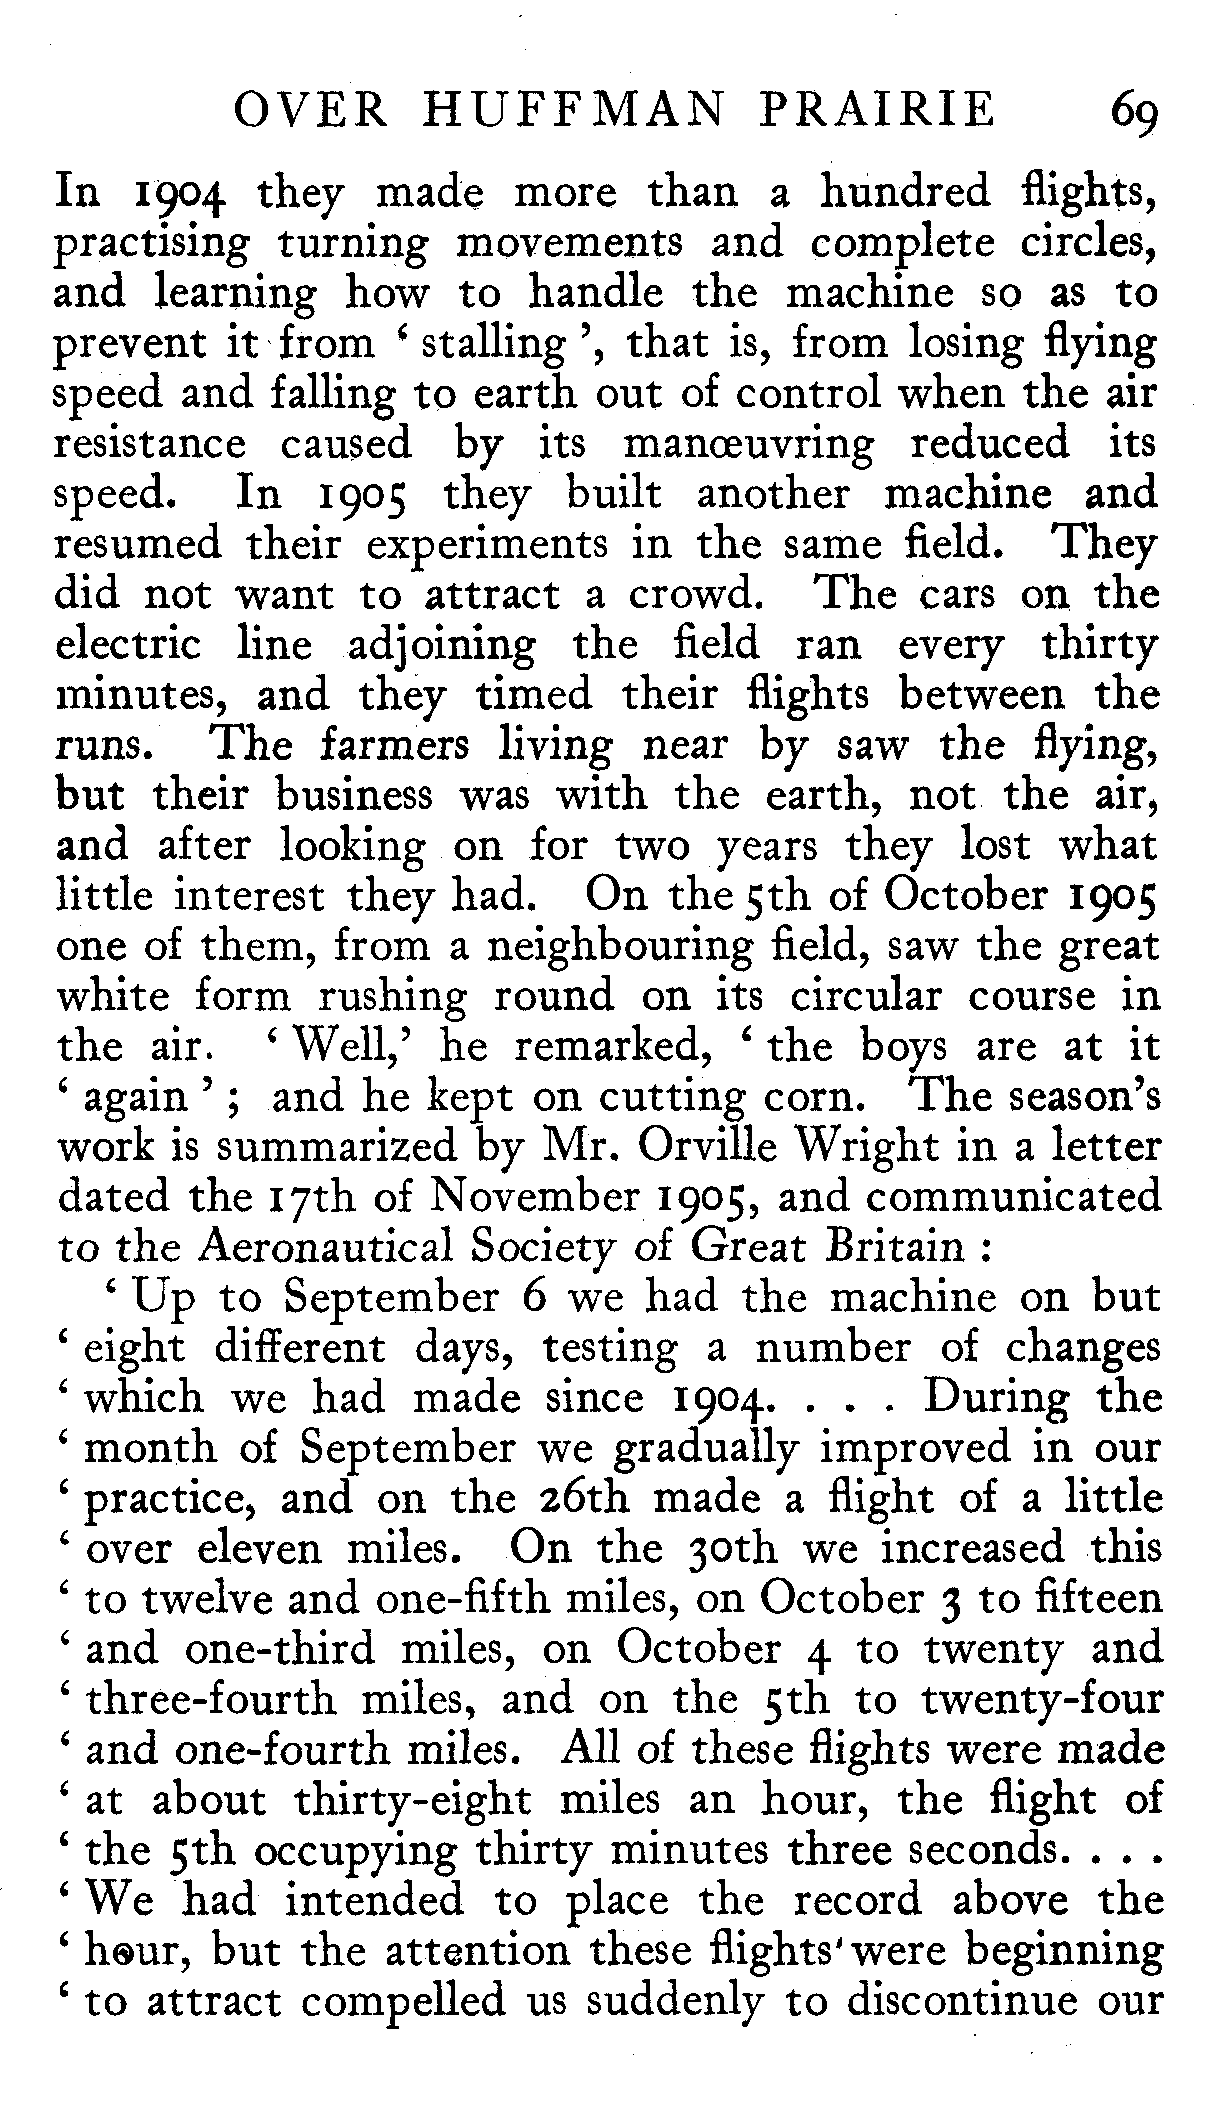 OVER HUFFMAN PRAIRIE 69
In 1904 they made more than a hundred flights,
practising turning movements and complete circles,
and learning how to handle the machine so as to
prevent it from ‘ stalling ’, that is, from losing flying
speed and falling to earth out of control when the air
resistance caused by its manœuvring reduced its
speed. In 1905 they built another machine and
resumed their experiments in the same field. They
did not want to attract a crowd. The cars on the
electric line adjoining the field ran every thirty
minutes, and they timed their flights between the
runs. The farmers living near by saw the flying,
but their business was with the earth, not the air,
and after looking on for two years they lost what
little interest they had. On the 5th of October 1905
one of them, from a neighbouring field, saw the great
white form rushing round on its circular course in
the air. ‘ Well,’ he remarked, ‘ the boys are at it
‘ again ’ ; and he kept on cutting corn. The season’s
work is summarized by Mr. Orville Wright in a letter
dated the 17th of November 1905, and communicated
to the Aeronautical Society of Great Britain :
‘ Up to September 6 we had the machine on but
‘ eight different days, testing a number of changes
‘ which we had made since 1904. . . . During the
‘ month of September we gradually improved in our
‘ practice, and on the 26th made a flight of a little
‘ over eleven miles. On the 30th we increased this
‘ to twelve and one-fifth miles, on October 3 to fifteen
‘ and one-third miles, on October 4 to twenty and
‘ three-fourth miles, and on the 5th to twenty-four
‘ and one-fourth miles. All of these flights were made
‘ at about thirty-eight miles an hour, the flight of
‘ the 5th occupying thirty minutes three seconds. . . .
‘ We had intended to place the record above the
‘ hour, but the attention these flights were beginning
‘ to attract compelled us suddenly to discontinue our